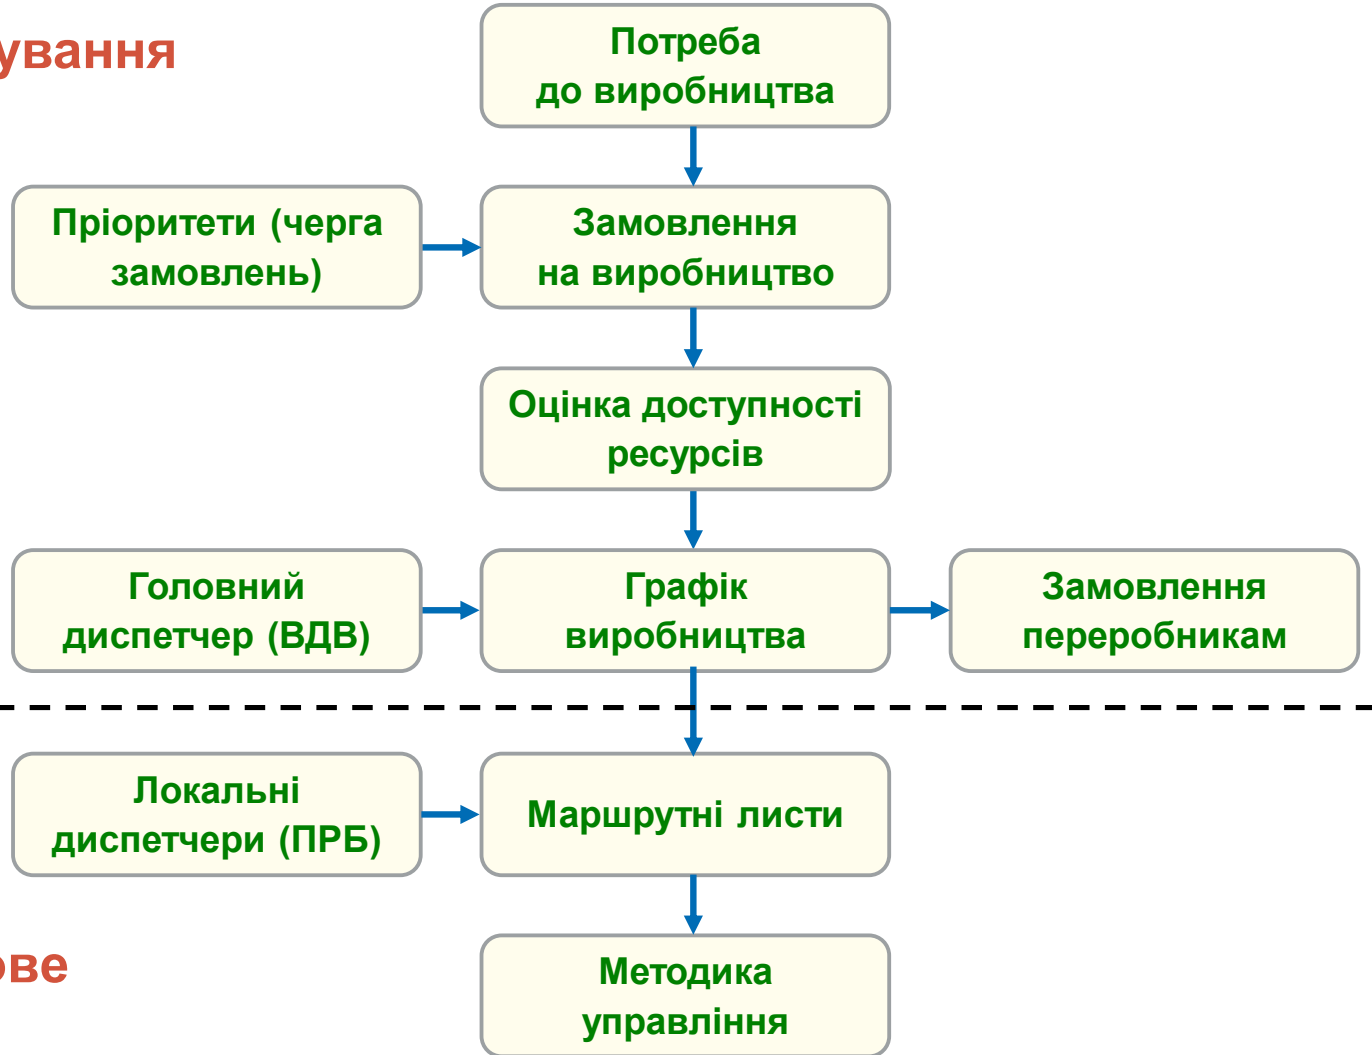 ування
Потреба
до виробництва
Пріоритети (черга
замовлень)
Замовлення
на виробництво
Оцінка доступності
ресурсів
Головний
диспетчер (ВДВ)
Графік
виробництва
Замовлення
переробникам
Локальні
диспетчери (ПРБ)
Маршрутні листи
ове
Методика
управління